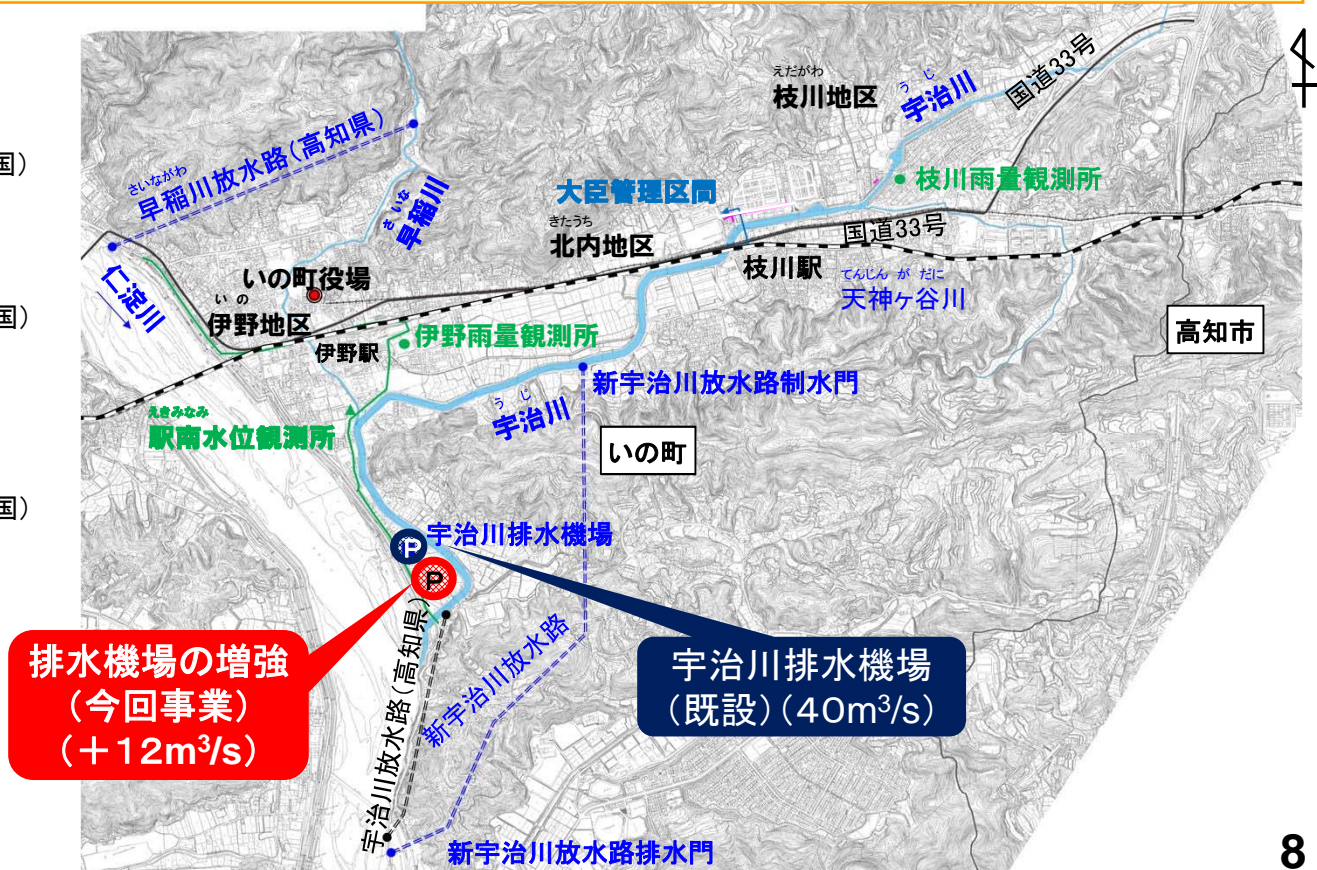 国)
国)
国)
えだがわ
枝川地区
うじ
宇治川
国道33号
さいながわ
早稲川放水路(高知県)
さいな
早稲川
大臣管理区間
枝川雨量観測所
きたうち
北内地区
国道33号
枝川駅
てんじんがだに
天神ヶ谷川
仁淀川
いの町役場
いの
伊野地区
伊野駅
伊野雨量観測所
高知市
新宇治川放水路制水門
えきみなみ
駅南水位観測所
うじ
宇治川
いの町
P
宇治川排水機場
P
排水機場の増強
(今回事業)
(+12m³/s)
宇治川排水機場
(既設)(40m³/s)
宇治川放水路(高知県)
新宇治川放水路
新宇治川放水路排水門
8